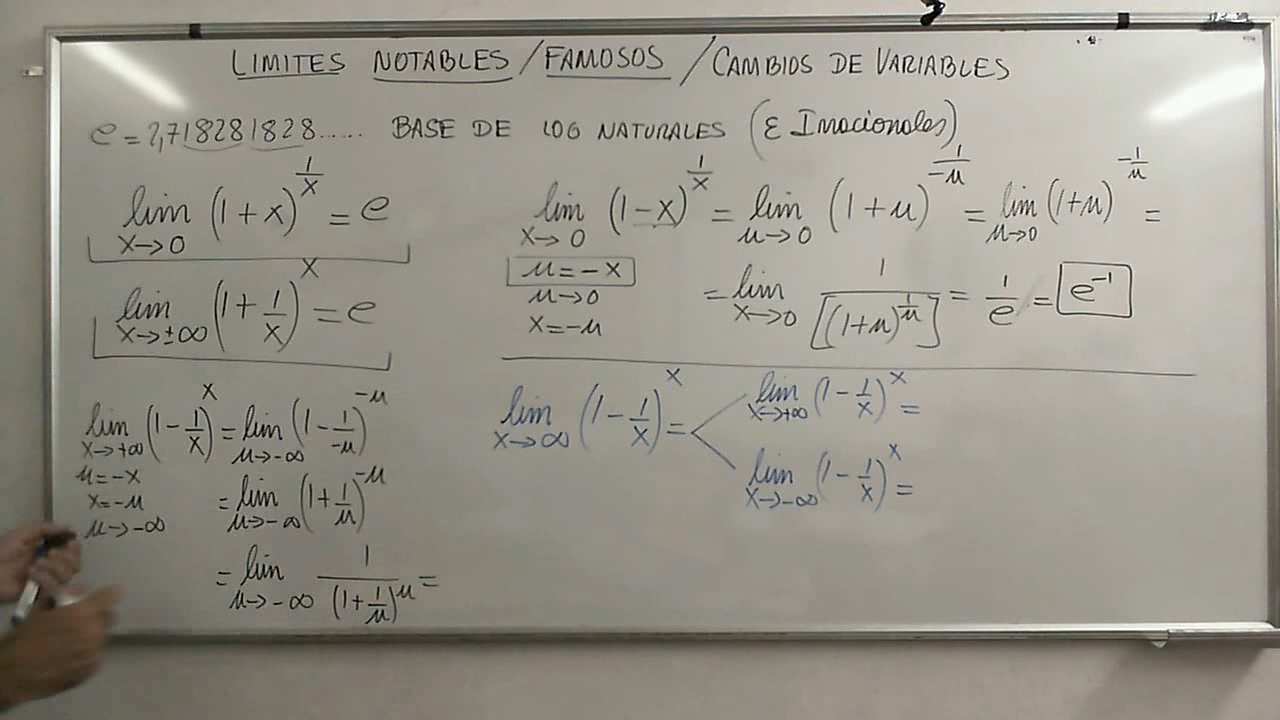 LIMITES NOTABLES / FAMOSOS / CAMBIOS DE VARIABLES
e = 2,718281828...... BASE DE LOG NATURALES (E Irracionales)
lim x→0 (1+x)^(1/x) = e
lim x→±∞ (1+1/x)^x = e
lim x→0 (1-x)^(1/x) = lim μ→0 (1+μ)^(1/-μ) = lim μ→0 (1+μ)^(-1/μ) =
μ = -x
μ→0
x = -μ
= lim x→0 1/[(1+μ)^(1/μ)] = 1/e = e^-1
lim x→+∞ (1-1/x)^x = lim μ→-∞ (1-1/-μ)^-μ
μ = -x
x = -μ
μ→-∞
= lim μ→-∞ (1+1/μ)^-μ
= lim μ→-∞ 1/(1+1/μ)^μ =
lim x→∞ (1-1/x)^x =
lim x→+∞ (1-1/x)^x =
lim x→-∞ (1-1/x)^x =